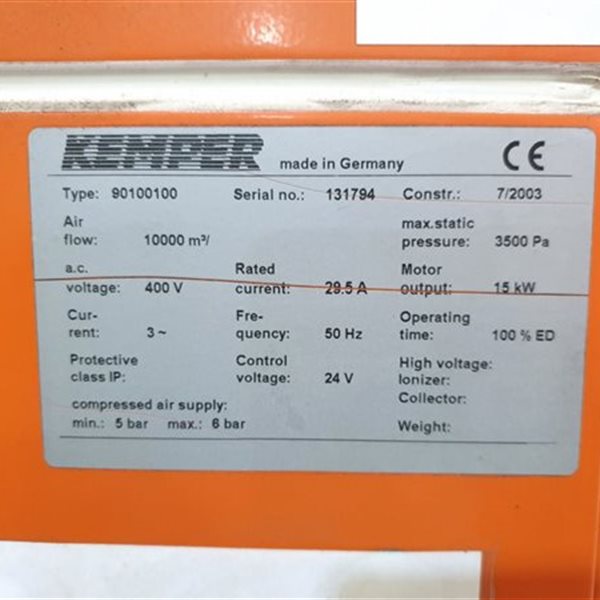 KEMPER made in Germany CE
Type: 90100100 Serial no.: 131794 Constr.: 7/2003
Air flow: 10000 m³/ max.static pressure: 3500 Pa
a.c. voltage: 400 V Rated current: 29.5 A Motor output: 15 kW
Cur-rent: 3 ~ Fre-quency: 50 Hz Operating time: 100 % ED
Protective class IP: Control voltage: 24 V High voltage:
Ionizer:
Collector:
compressed air supply:
min.: 5 bar max.: 6 bar Weight: